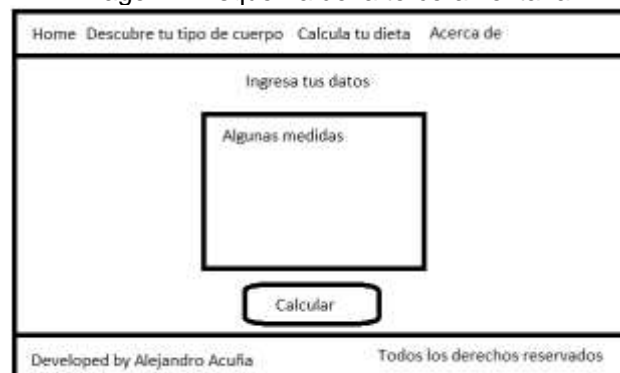 Home Descubre tu tipo de cuerpo Calcula tu dieta Acerca de
Ingresa tus datos
Algunas medidas
Calcular
Developed by Alejandro Acuña Todos los derechos reservados